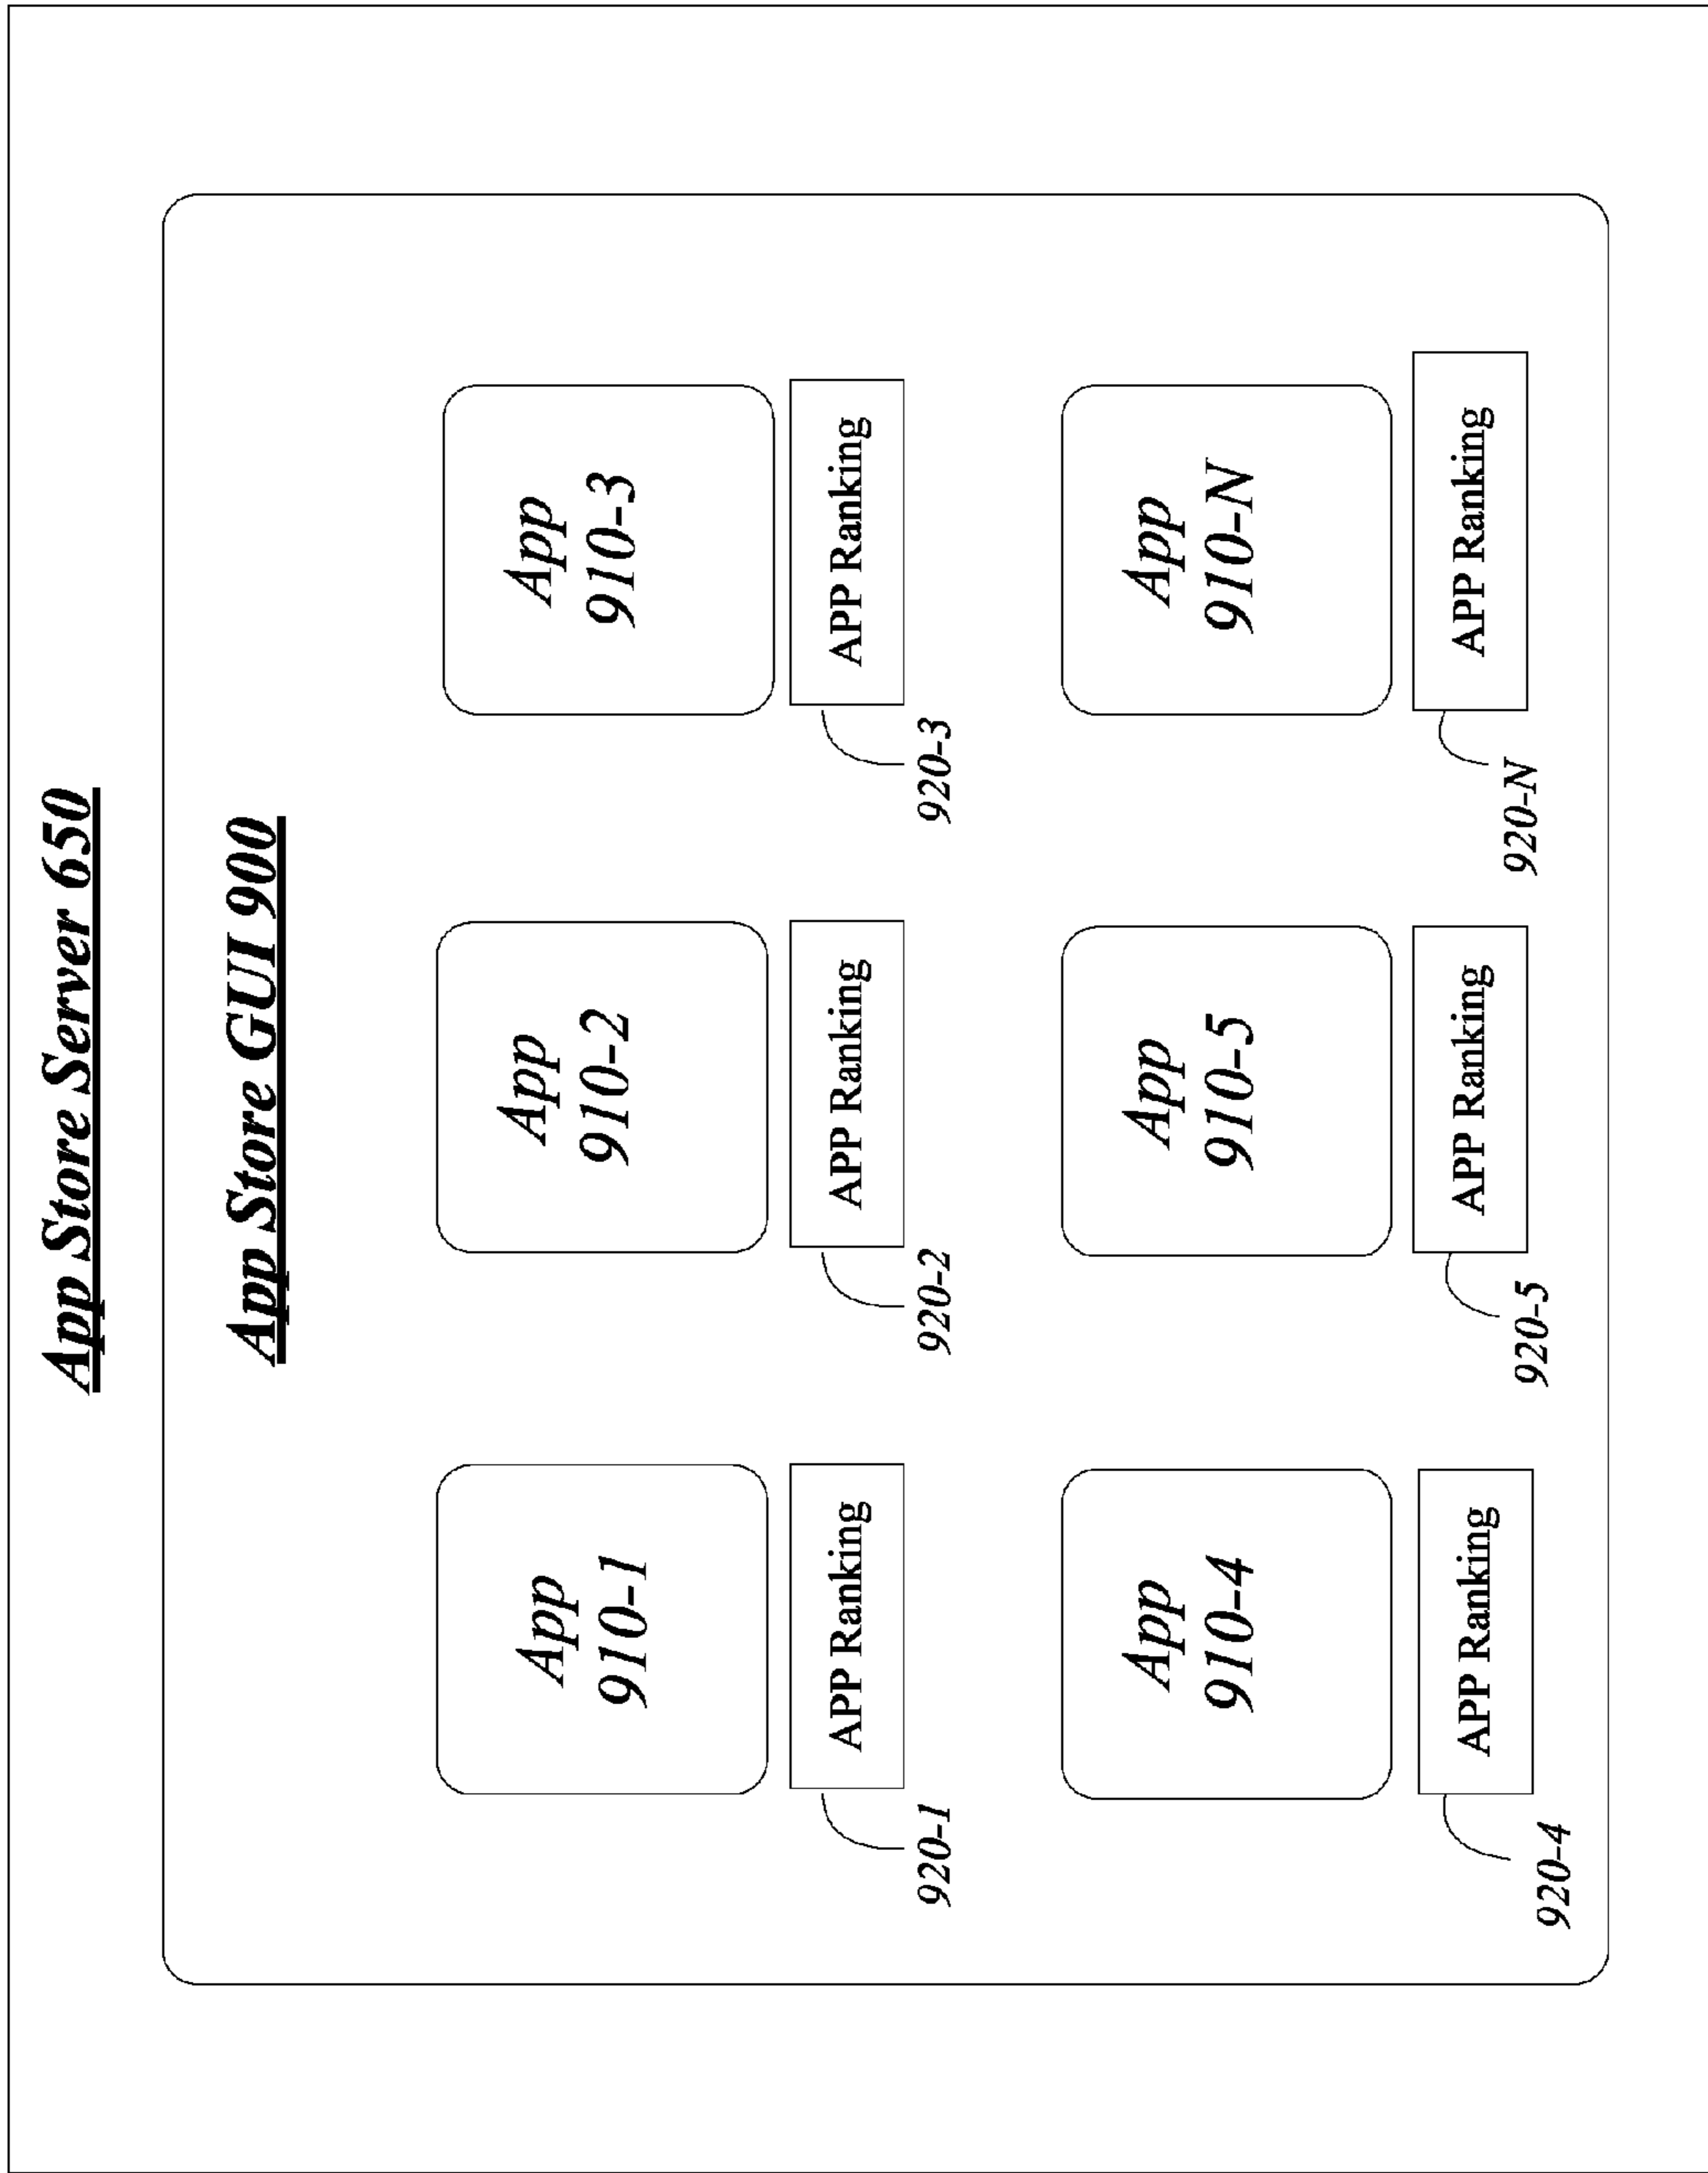 App Store Server 650
App Store GUI 900
App
910-1
App
910-2
App
910-3
APP Ranking
APP Ranking
APP Ranking
920-1
920-2
920-3
App
910-4
App
910-5
App
910-N
APP Ranking
APP Ranking
APP Ranking
920-4
920-5
920-N